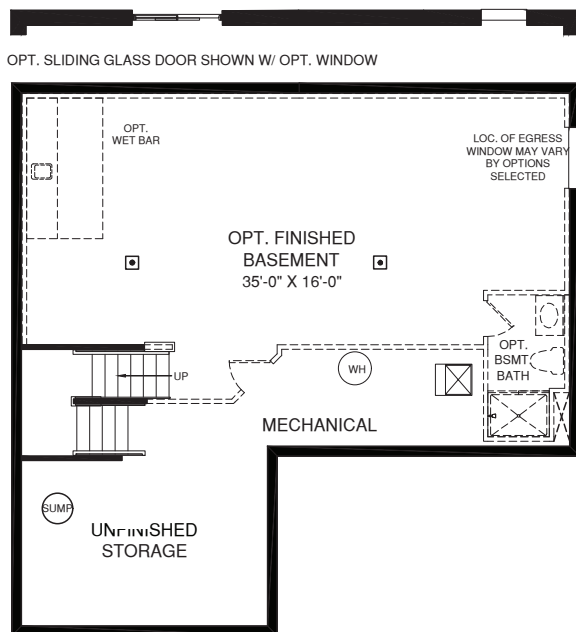 OPT. SLIDING GLASS DOOR SHOWN W/ OPT. WINDOW
OPT.
WET BAR
LOC. OF EGRESS
WINDOW MAY VARY
BY OPTIONS
SELECTED
OPT. FINISHED
BASEMENT
35'-0" X 16'-0"
OPT.
BSMT.
BATH
UP
WH
MECHANICAL
SUMP
UNFINISHED
STORAGE